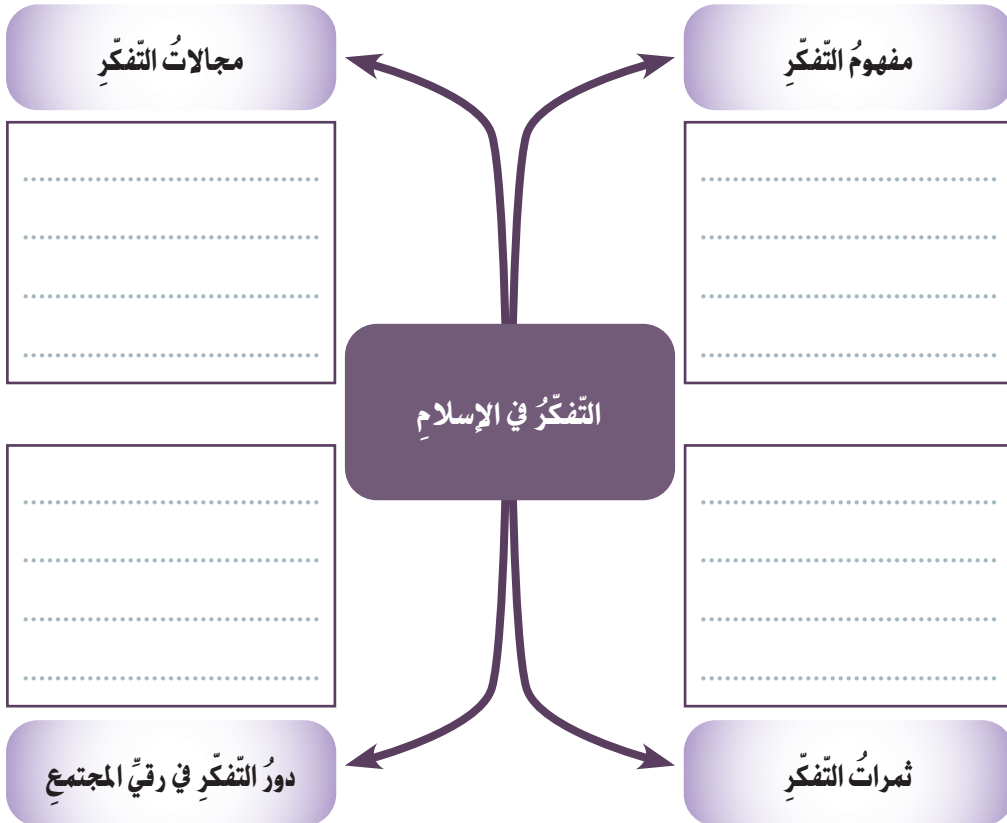 مفهومُ التّفكّرِ
مجالاتُ التّفكّرِ
التّفكّرُ في الإسلامِ
ثمراتُ التّفكّرِ
دورُ التّفكّرِ في رقيِّ المجتمعِ